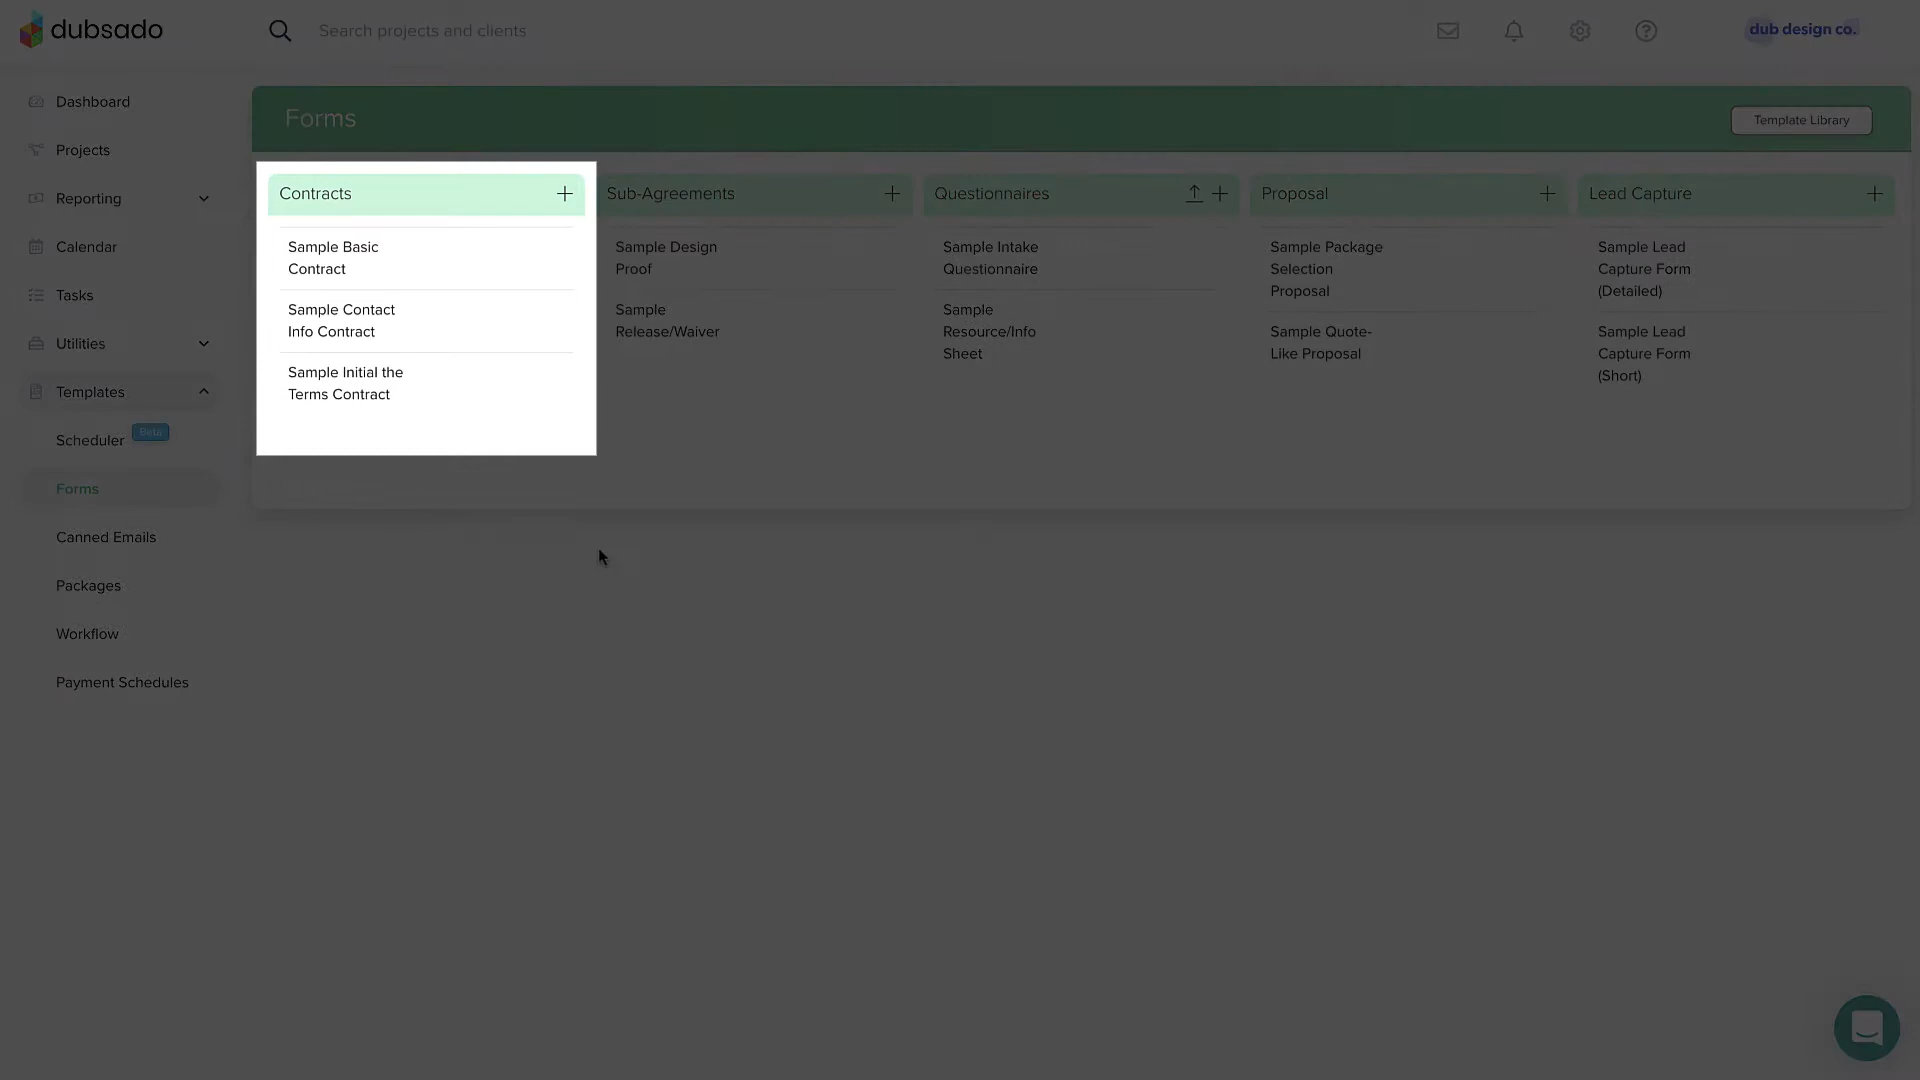 dubsado
Search projects and clients
dub design co.
Dashboard
Projects
Reporting
Calendar
Tasks
Utilities
Templates
Scheduler Beta
Forms
Canned Emails
Packages
Workflow
Payment Schedules
Forms
Template Library
Contracts
Sample Basic
Contract
Sample Contact
Info Contract
Sample Initial the
Terms Contract
Sub-Agreements
Sample Design
Proof
Sample
Release/Waiver
Questionnaires
Sample Intake
Questionnaire
Sample
Resource/Info
Sheet
Proposal
Sample Package
Selection
Proposal
Sample Quote-
Like Proposal
Lead Capture
Sample Lead
Capture Form
(Detailed)
Sample Lead
Capture Form
(Short)